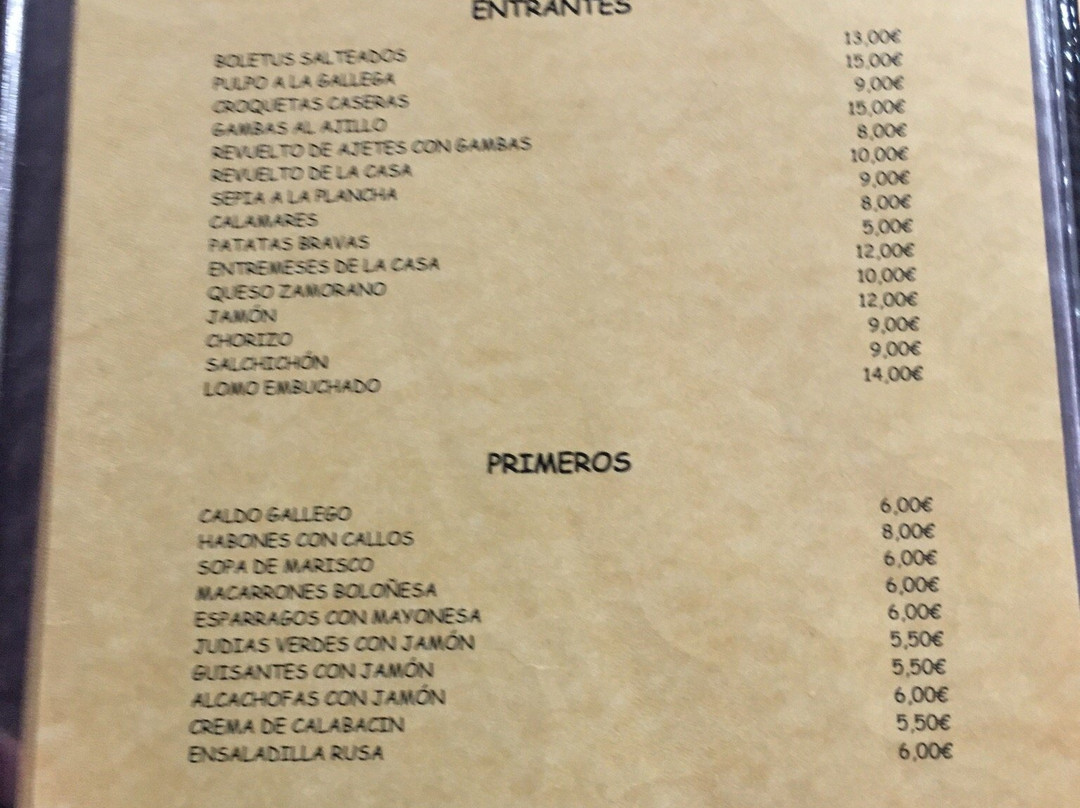 ENTRANTES
BOLETUS SALTEADOS 13,00€
PULPO A LA GALLEGA 15,00€
CROQUETAS CASERAS 9,00€
GAMBAS AL AJILLO 15,00€
REVUELTO DE AJETES CON GAMBAS 8,00€
REVUELTO DE LA CASA 10,00€
SEPIA A LA PLANCHA 9,00€
CALAMARES 8,00€
PATATAS BRAVAS 5,00€
ENTREMESES DE LA CASA 12,00€
QUESO ZAMORANO 10,00€
JAMÓN 12,00€
CHORIZO 9,00€
SALCHICHÓN 9,00€
LOMO EMBUCHADO 14,00€
PRIMEROS
CALDO GALLEGO 6,00€
HABONES CON CALLOS 8,00€
SOPA DE MARISCO 6,00€
MACARRONES BOLOÑESA 6,00€
ESPARRAGOS CON MAYONESA 6,00€
JUDIAS VERDES CON JAMÓN 5,50€
GUISANTES CON JAMÓN 5,50€
ALCACHOFAS CON JAMÓN 6,00€
CREMA DE CALABACIN 5,50€
ENSALADILLA RUSA 6,00€